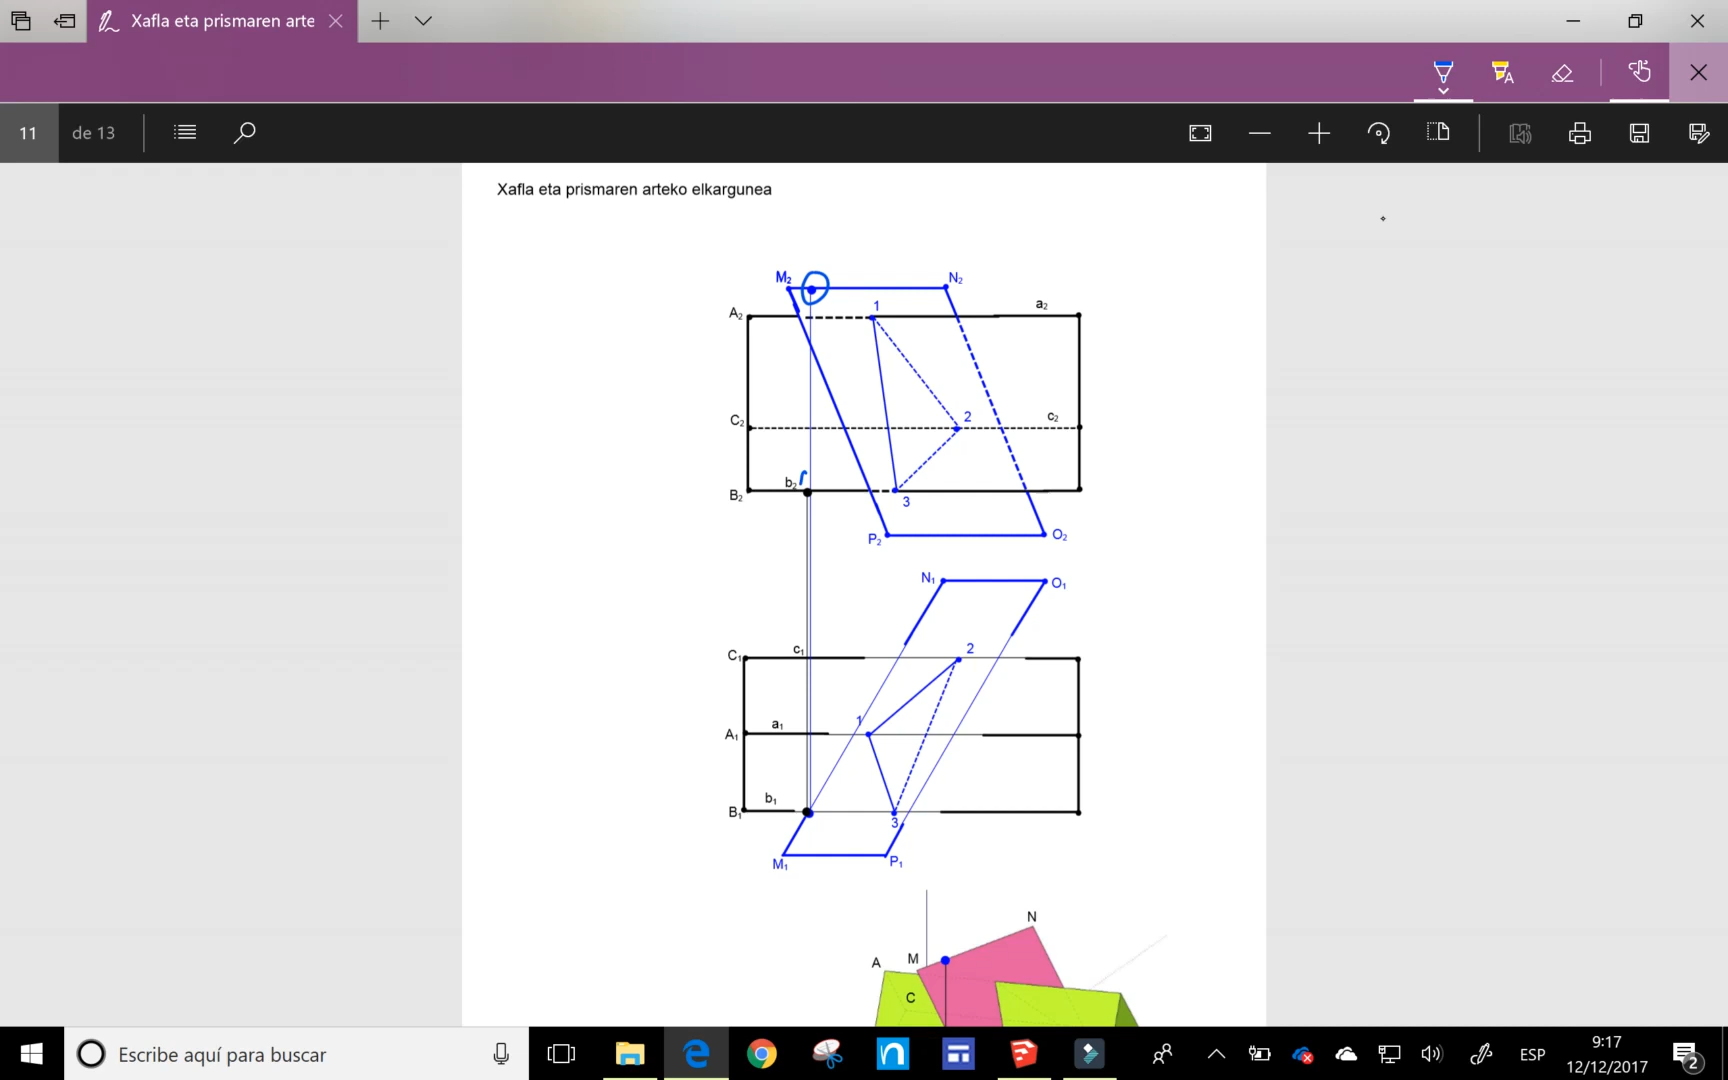 Xafla eta prismaren arte
11 de 13
Xafla eta prismaren arteko elkargunea
M₂ N₂
A₂ 1 a₂
C₂ 2 c₂
b₂
B₂ 3
P₂ O₂
N₁ O₁
C₁ c₁ 2
A₁ a₁ 1
b₁
B₁ 3
M₁ P₁
N
A M
C
Escribe aquí para buscar
ESP
9:17
12/12/2017
2